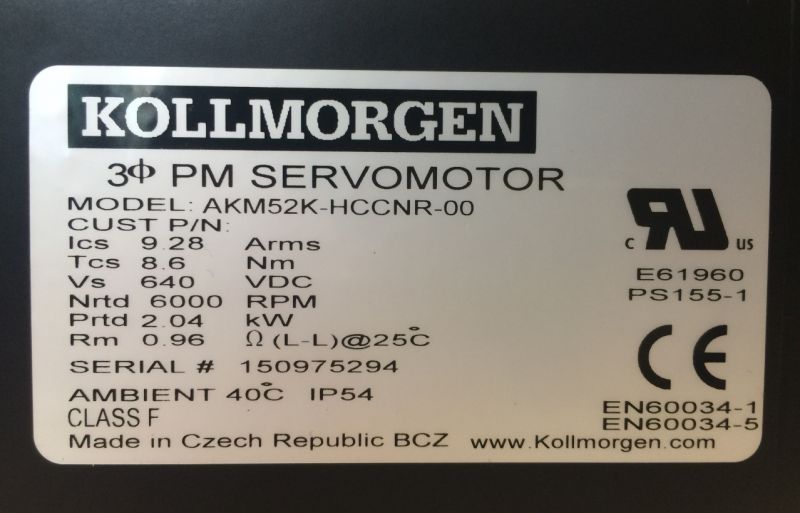 KOLLMORGEN
3Φ PM SERVOMOTOR
MODEL: AKM52K-HCCNR-00
CUST P/N:
Ics 9.28 Arms
Tcs 8.6 Nm
Vs 640 VDC
Nrtd 6000 RPM
Prtd 2.04 kW
Rm 0.96 Ω (L-L)@25°C
SERIAL # 150975294
AMBIENT 40°C IP54
CLASS F
Made in Czech Republic BCZ www.Kollmorgen.com
c RU us
E61960
PS155-1
CE
EN60034-1
EN60034-5